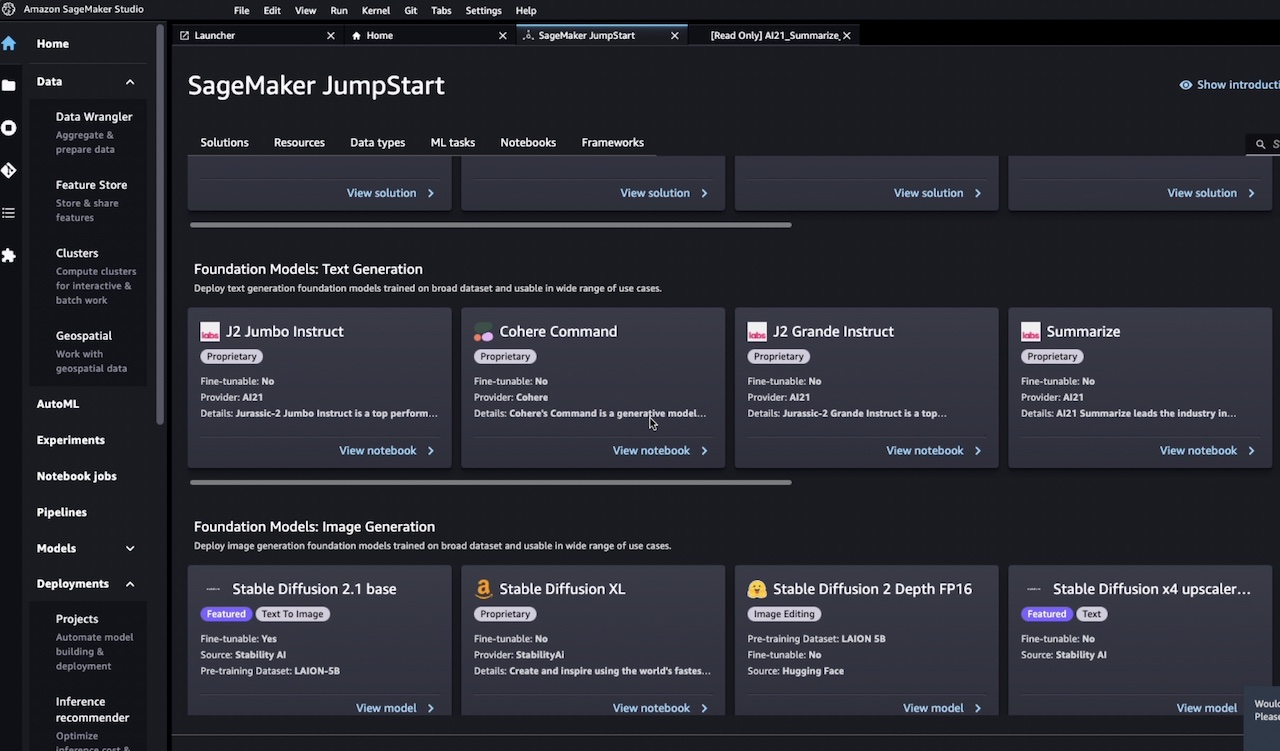 Amazon SageMaker Studio
File Edit View Run Kernel Git Tabs Settings Help
Launcher
Home
SageMaker JumpStart
[Read Only] AI21_Summarize_
Home
Data
Data Wrangler
Aggregate &
prepare data
Feature Store
Store & share
features
Clusters
Compute clusters
for interactive &
batch work
Geospatial
Work with
geospatial data
AutoML
Experiments
Notebook jobs
Pipelines
Models
Deployments
Projects
Automate model
building &
deployment
Inference
recommender
Optimize
inference cost &
SageMaker JumpStart
Show introducti
Solutions Resources Data types ML tasks Notebooks Frameworks
S
View solution
View solution
View solution
View solution
Foundation Models: Text Generation
Deploy text generation foundation models trained on broad dataset and usable in wide range of use cases.
labs
J2 Jumbo Instruct
Proprietary
Fine-tunable: No
Provider: AI21
Details: Jurassic-2 Jumbo Instruct is a top perform...
View notebook
Cohere Command
Proprietary
Fine-tunable: No
Provider: Cohere
Details: Cohere's Command is a generative model...
View notebook
labs
J2 Grande Instruct
Proprietary
Fine-tunable: No
Provider: AI21
Details: Jurassic-2 Grande Instruct is a top...
View notebook
labs
Summarize
Proprietary
Fine-tunable: No
Provider: AI21
Details: AI21 Summarize leads the industry in...
View notebook
Foundation Models: Image Generation
Deploy image generation foundation models trained on broad dataset and usable in wide range of use cases.
Stable Diffusion 2.1 base
Featured Text To Image
Fine-tunable: Yes
Source: Stability AI
Pre-training Dataset: LAION-5B
View model
Stable Diffusion XL
Proprietary
Fine-tunable: No
Provider: StabilityAi
Details: Create and inspire using the world's fastes...
View notebook
Stable Diffusion 2 Depth FP16
Image Editing
Pre-training Dataset: LAION 5B
Fine-tunable: No
Source: Hugging Face
View model
Stable Diffusion x4 upscaler...
Featured Text
Fine-tunable: No
Source: Stability AI
View model
Would
Please